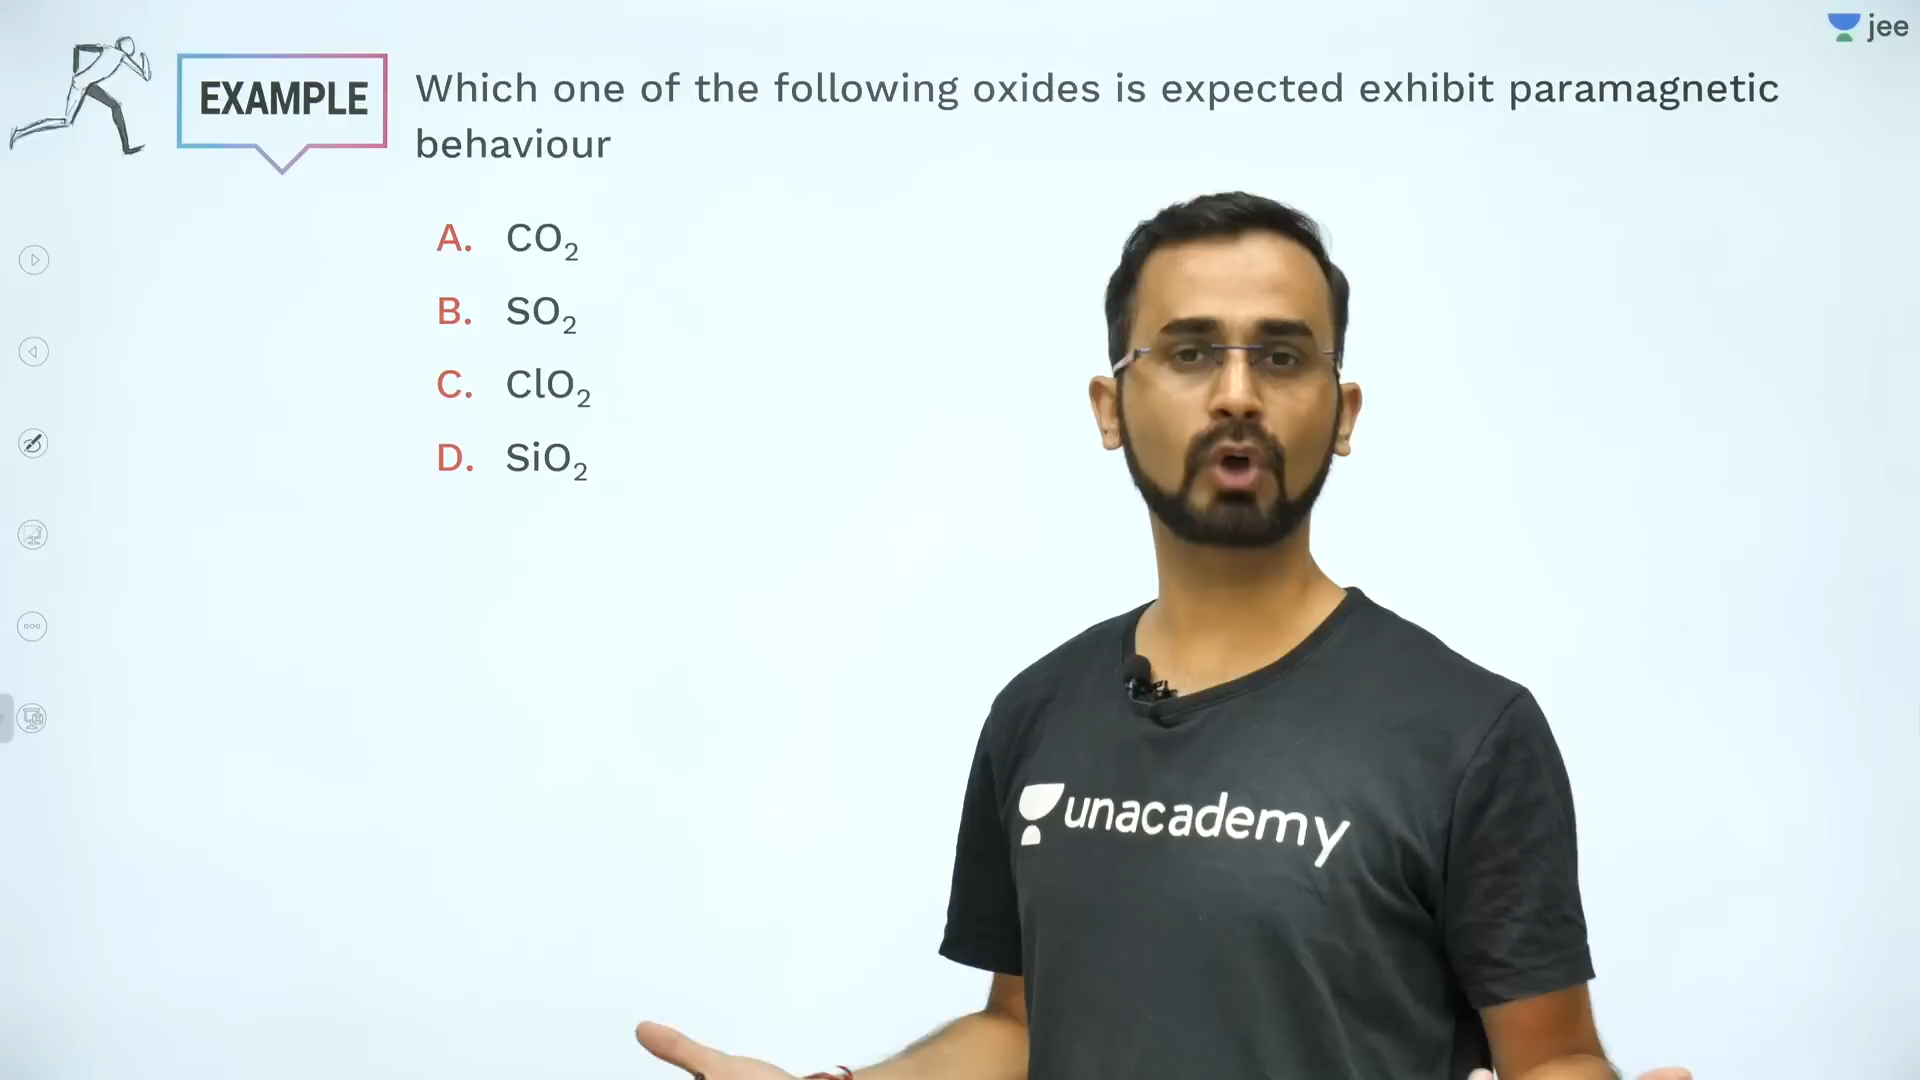 jee
EXAMPLE
Which one of the following oxides is expected exhibit paramagnetic
behaviour
A. CO₂
B. SO₂
C. ClO₂
D. SiO₂
unacademy